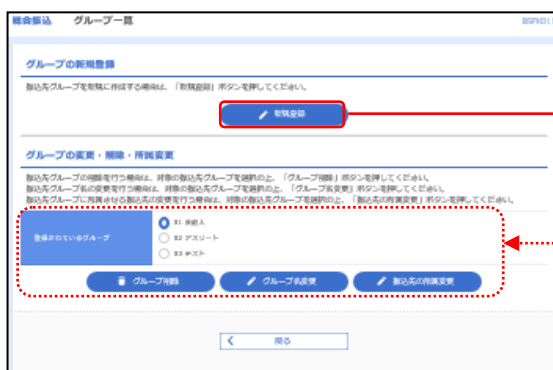 総合振込 グループ一覧
BSFK011
グループの新規登録
振込先グループを新規に作成する場合は、「新規登録」ボタンを押してください。
新規登録
グループの変更・削除・所属変更
振込先グループの削除を行う場合は、対象の振込先グループを選択の上、「グループ削除」ボタンを押してください。
振込先グループ名の変更を行う場合は、対象の振込先グループを選択の上、「グループ名変更」ボタンを押してください。
振込先グループに所属させる振込先の変更を行う場合は、対象の振込先グループを選択の上、「振込先の所属変更」ボタンを押してください。
登録されているグループ
01 芸能人
02 アスリート
03 テスト
グループ削除
グループ名変更
振込先の所属変更
戻る